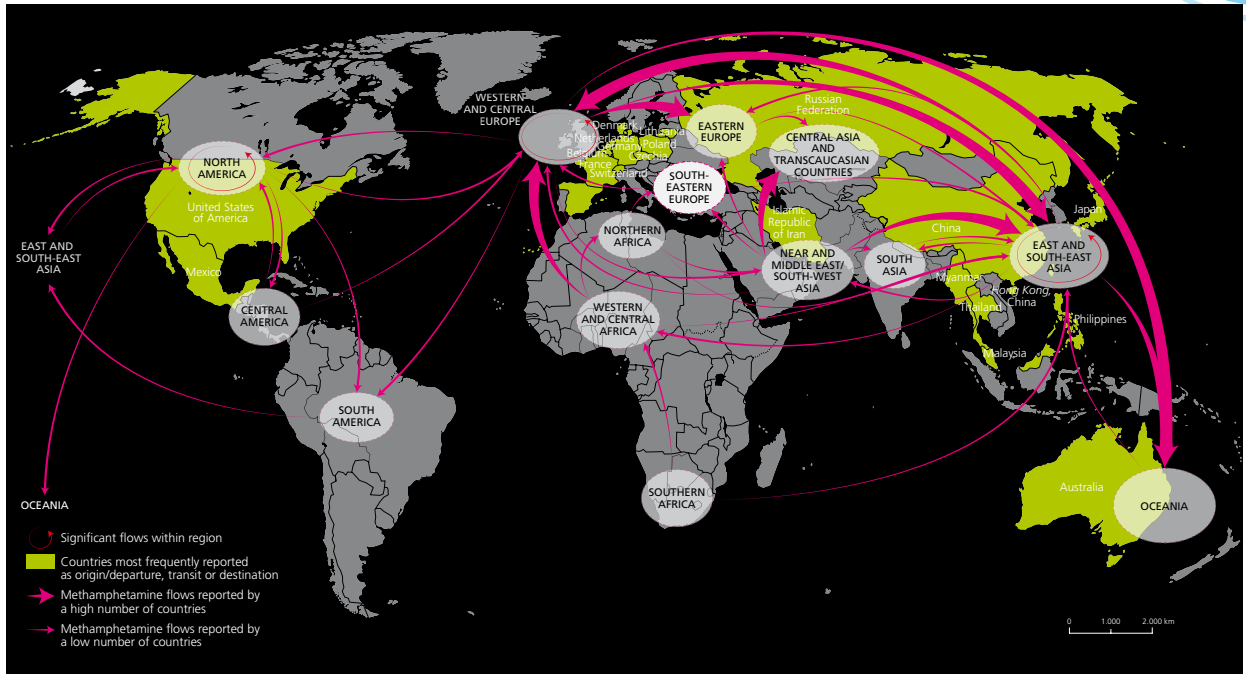 WESTERN
AND CENTRAL
EUROPE
Denmark
Netherlands
Belgium
Germany
France
Switzerland
Lithuania
Poland
Czechia
EASTERN
EUROPE
Russian
Federation
CENTRAL ASIA
AND
TRANSCAUCASIAN
COUNTRIES
NORTH
AMERICA
United States
of America
SOUTH-
EASTERN
EUROPE
Islamic
Republic
of Iran
Japan
China
EAST AND
SOUTH-EAST
ASIA
NORTHERN
AFRICA
EAST AND
SOUTH-EAST
ASIA
NEAR AND
MIDDLE EAST/
SOUTH-WEST
ASIA
SOUTH
ASIA
Mexico
Myanmar
Hong Kong,
China
Thailand
Philippines
Malaysia
CENTRAL
AMERICA
WESTERN
AND CENTRAL
AFRICA
SOUTH
AMERICA
SOUTHERN
AFRICA
Australia
OCEANIA
OCEANIA
Significant flows within region
Countries most frequently reported
as origin/departure, transit or destination
Methamphetamine flows reported by
a high number of countries
Methamphetamine flows reported by
a low number of countries
0 1.000 2.000 km